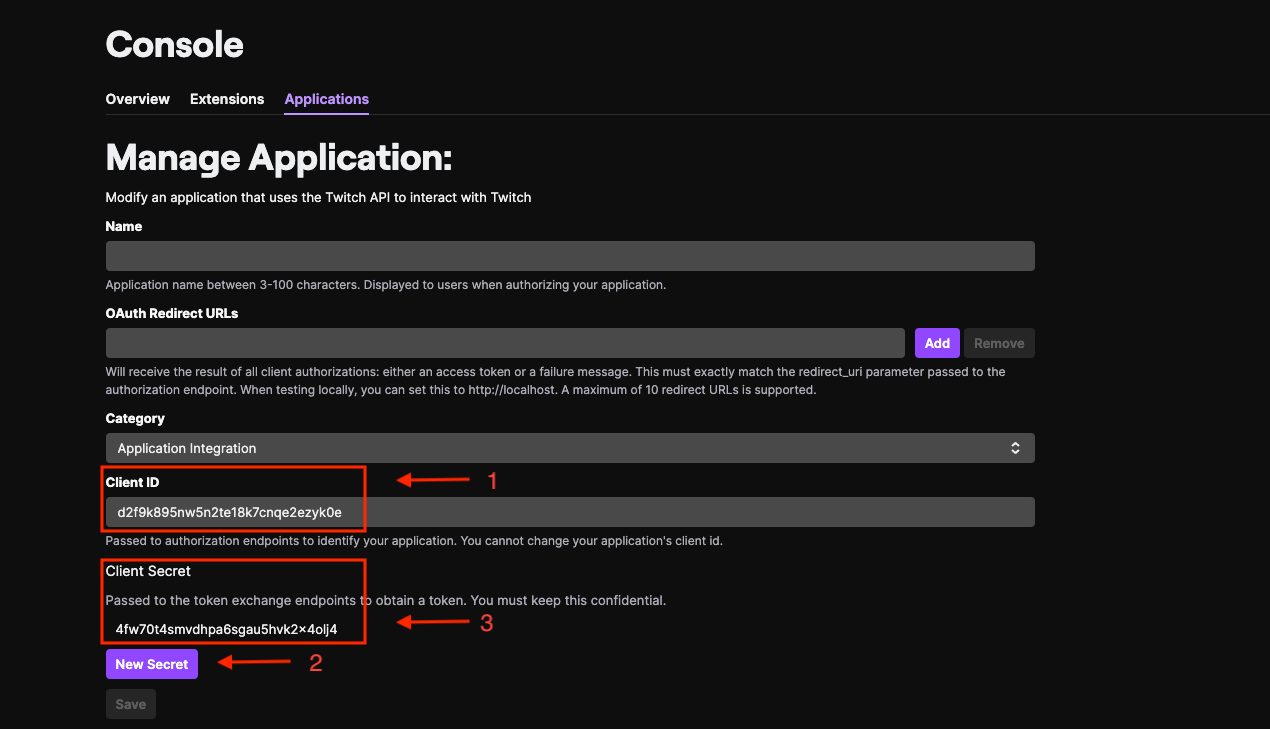 Console
Overview Extensions Applications
Manage Application:
Modify an application that uses the Twitch API to interact with Twitch
Name
Application name between 3-100 characters. Displayed to users when authorizing your application.
OAuth Redirect URLs
Add Remove
Will receive the result of all client authorizations: either an access token or a failure message. This must exactly match the redirect_uri parameter passed to the
authorization endpoint. When testing locally, you can set this to http://localhost. A maximum of 10 redirect URLs is supported.
Category
Application Integration
Client ID 1
d2f9k895nw5n2te18k7cnqe2ezyk0e
Passed to authorization endpoints to identify your application. You cannot change your application's client id.
Client Secret
Passed to the token exchange endpoints to obtain a token. You must keep this confidential.
4fw70t4smvdhpa6sgau5hvk2x4olj4 3
New Secret 2
Save